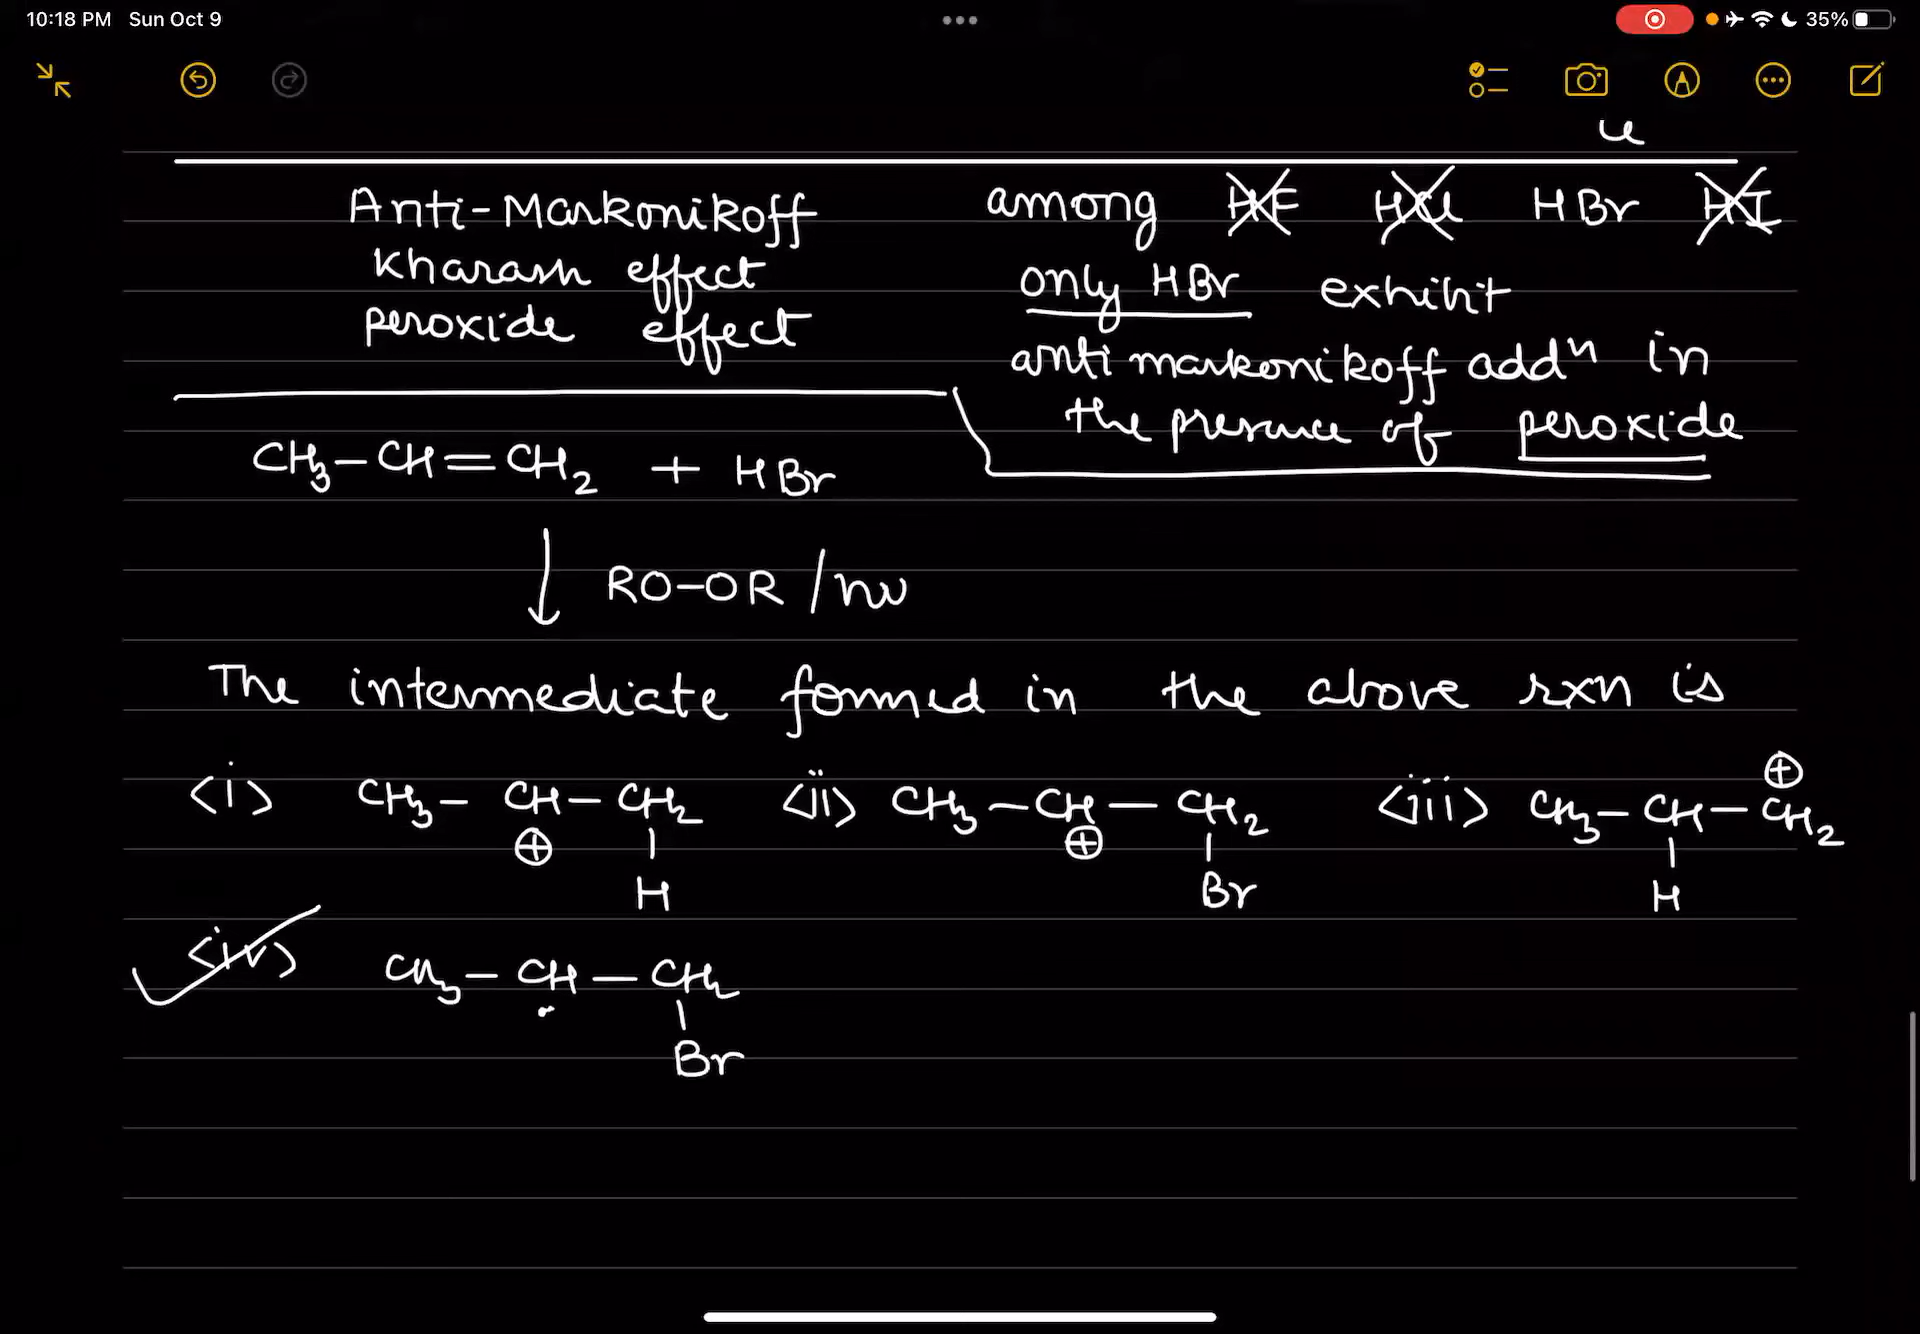 10:18 PM Sun Oct 9
35%
Anti-Markonikoff
Kharash effect
peroxide effect
among HF HCl HBr HI
only HBr exhibit
anti markonikoff addⁿ in
the presence of peroxide
CH₃-CH=CH₂ + HBr
↓ RO-OR / hν
The intermediate formed in the above rxn is
<i> CH₃-CH-CH₂ <ii> CH₃-CH-CH₂ <iii> CH₃-CH-CH₂
⊕ H ⊕ Br H ⊕
<iv> CH₃-CH-CH₂
• Br